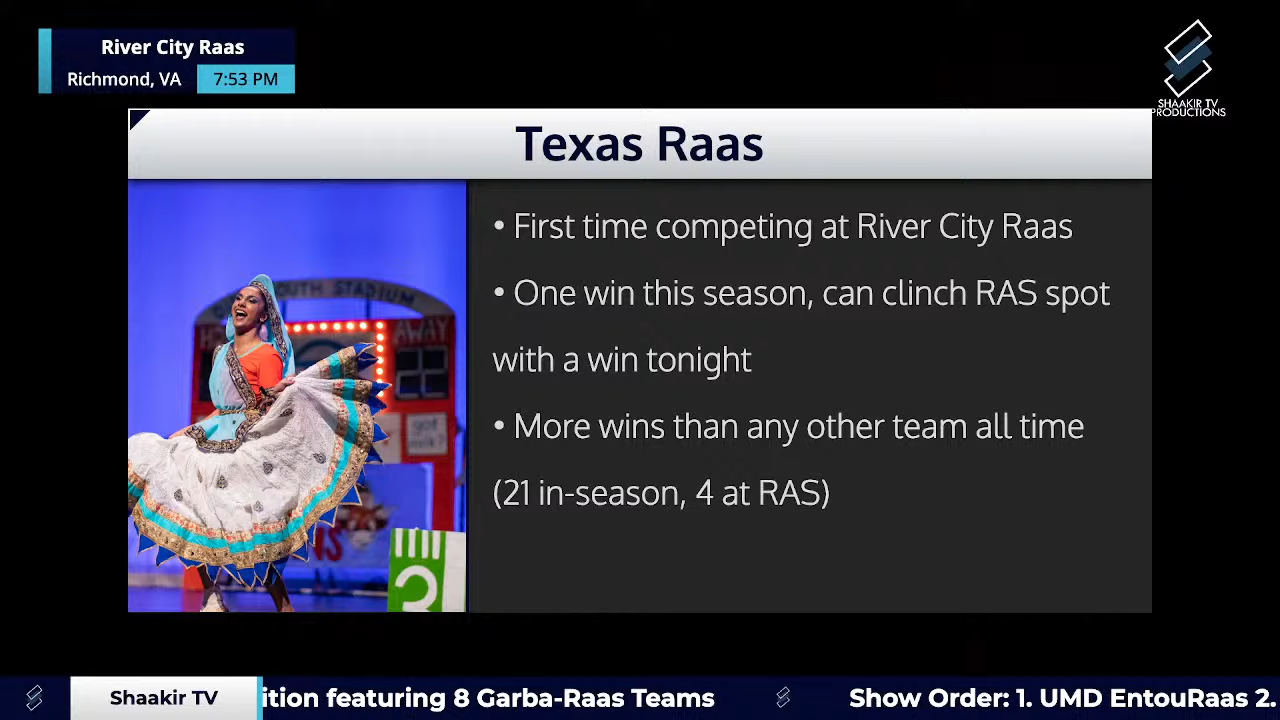 River City Raas
Richmond, VA 7:53 PM
SHAAKIR TV
PRODUCTIONS
Texas Raas
• First time competing at River City Raas
• One win this season, can clinch RAS spot
with a win tonight
• More wins than any other team all time
(21 in-season, 4 at RAS)
STADIUM
AWAY
3
Shaakir TV
ition featuring 8 Garba-Raas Teams
Show Order: 1. UMD EntouRaas 2.